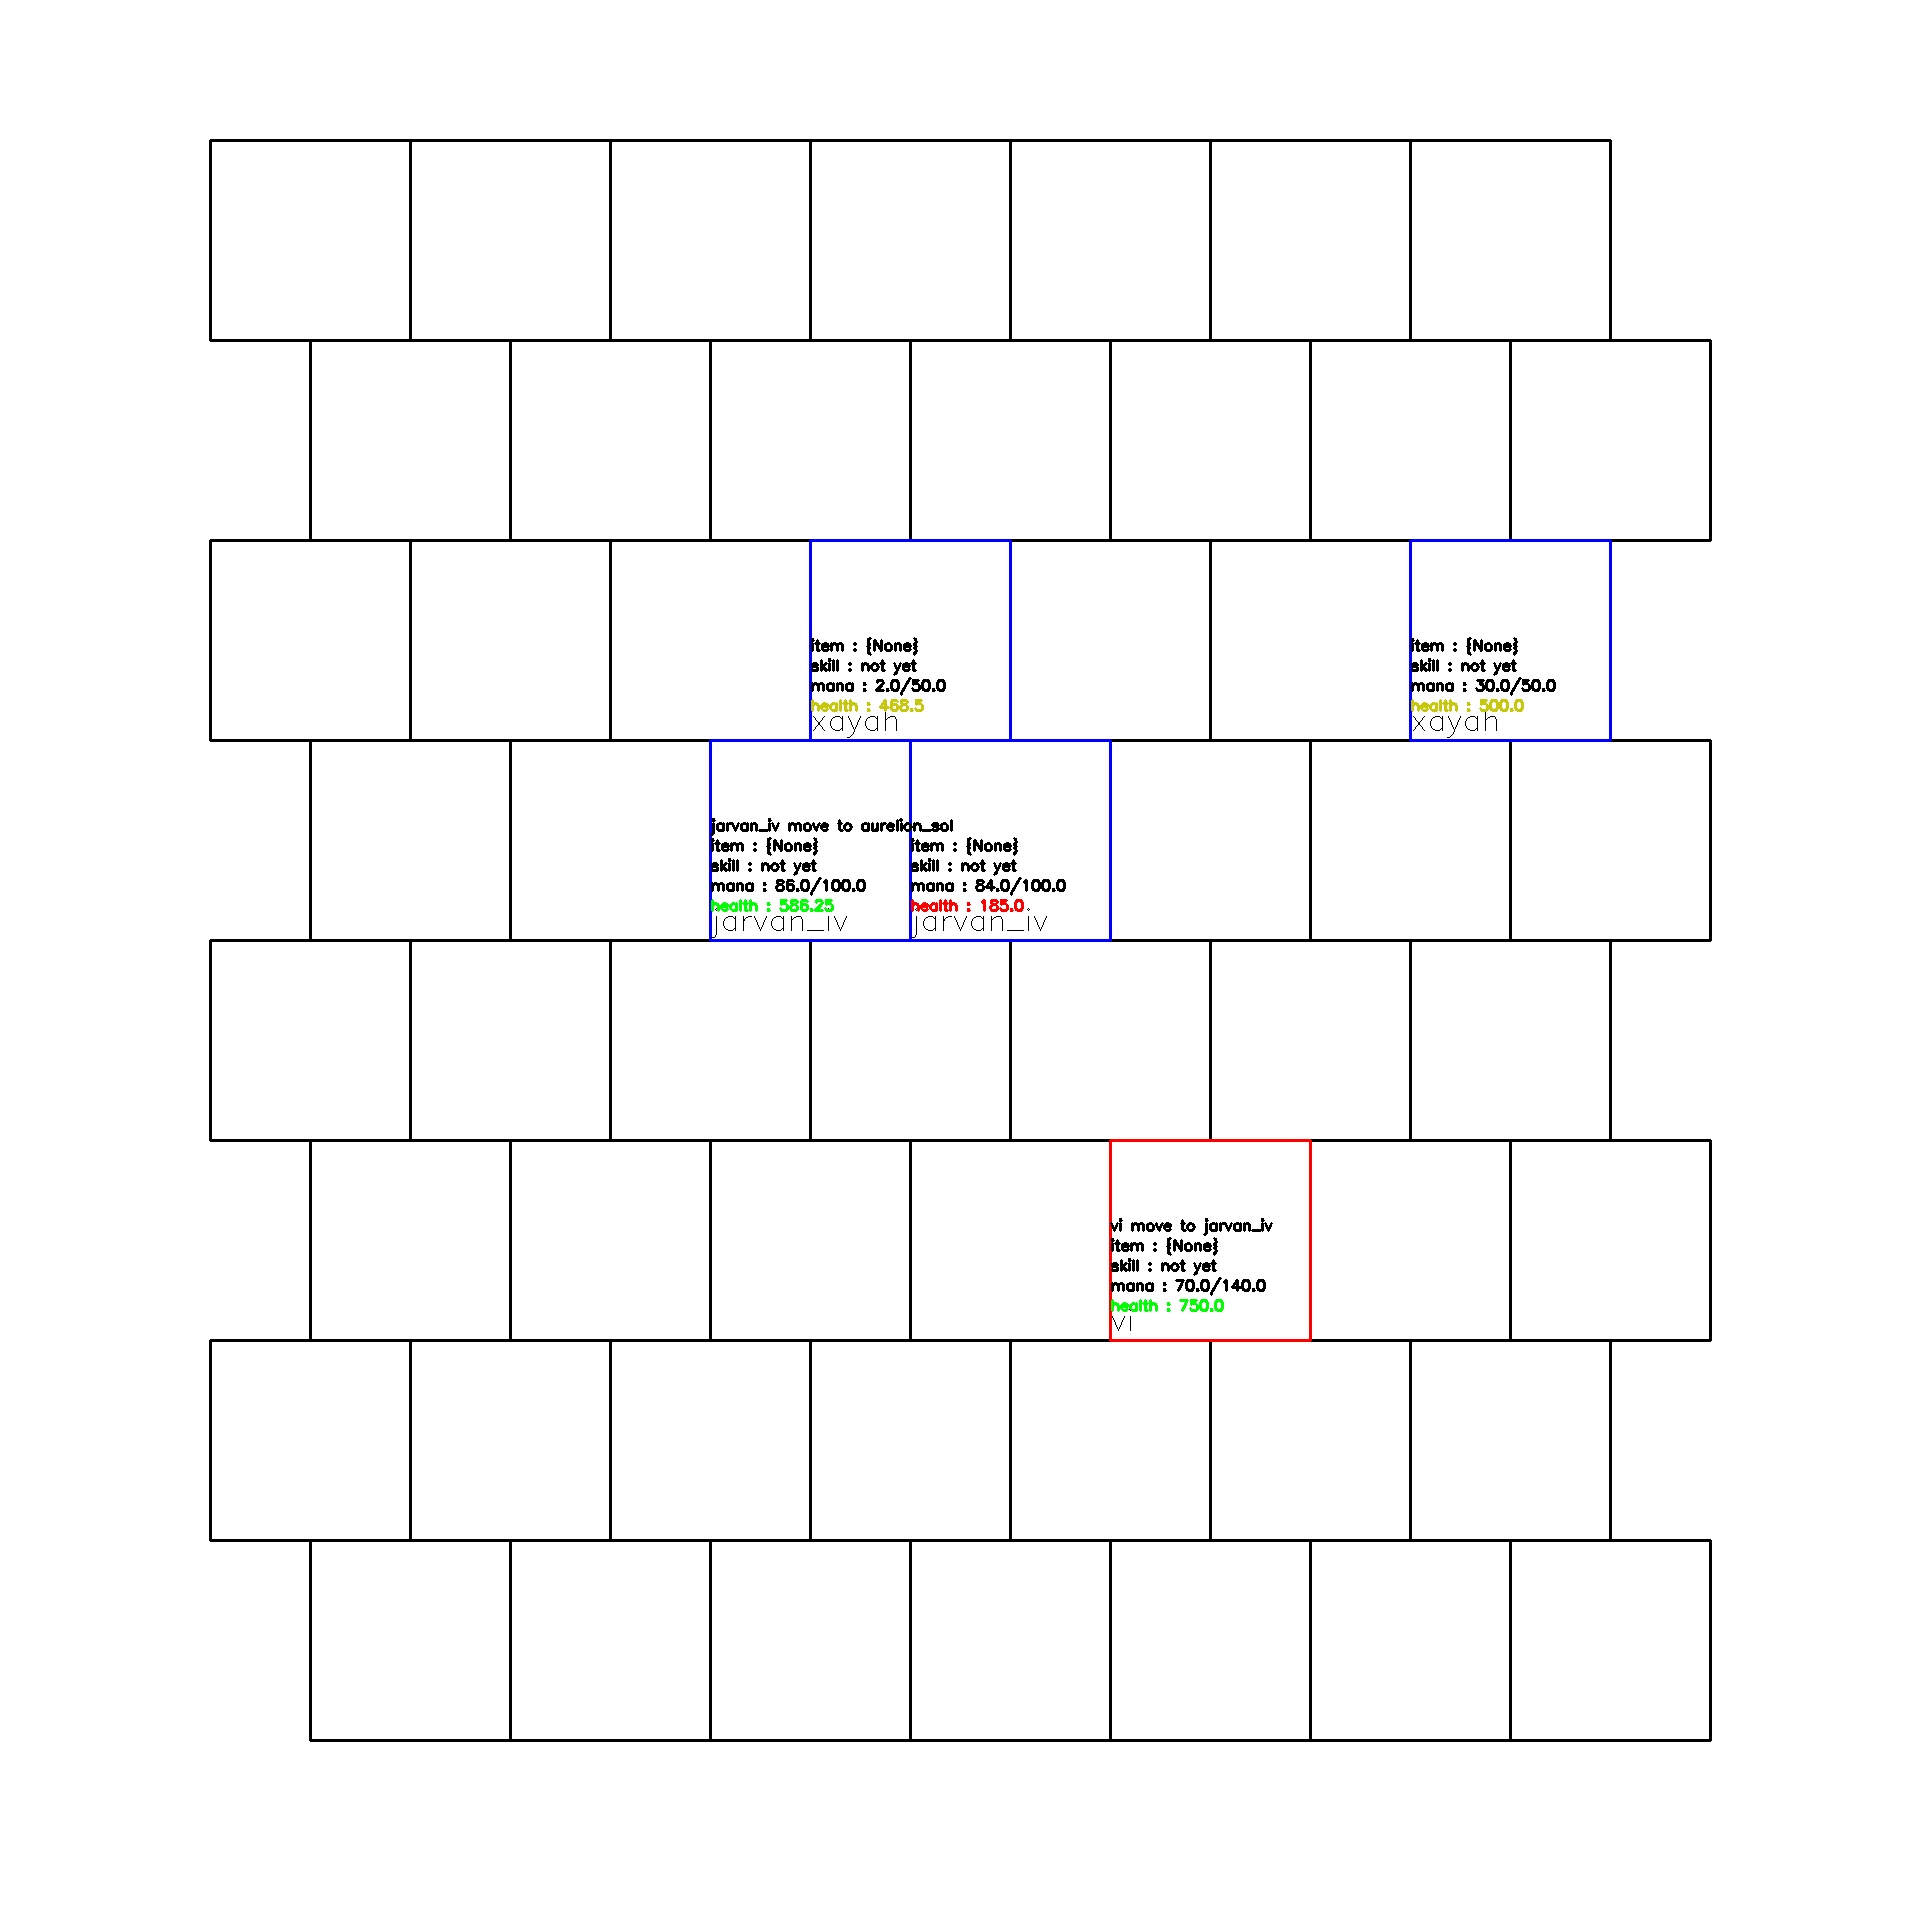 item : {None}
skill : not yet
mana : 2.0/50.0
health : 468.5
xayah
item : {None}
skill : not yet
mana : 30.0/50.0
health : 500.0
xayah
jarvan_iv move to aurelion_sol
item : {None}
skill : not yet
mana : 86.0/100.0
health : 586.25
jarvan_iv
item : {None}
skill : not yet
mana : 84.0/100.0
health : 185.0
jarvan_iv
vi move to jarvan_iv
item : {None}
skill : not yet
mana : 70.0/140.0
health : 750.0
vi